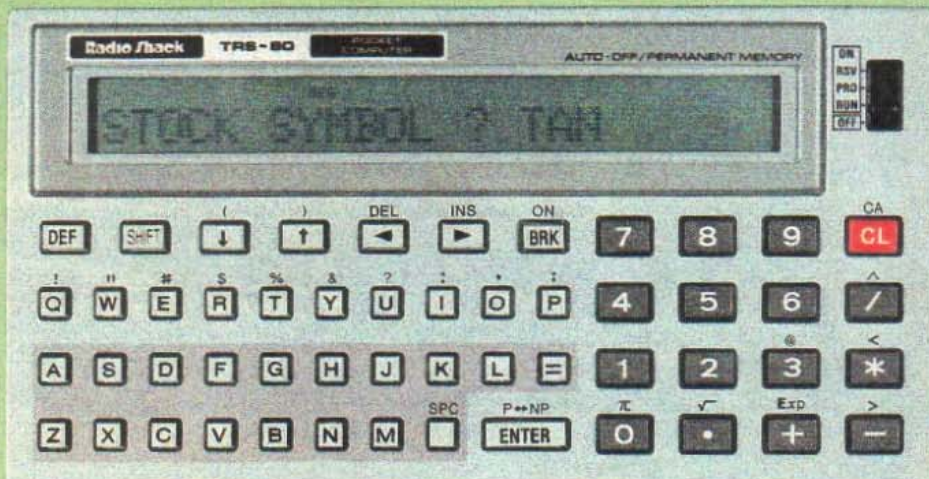 Radio Shack TRS-80 POCKET COMPUTER
AUTO-OFF/PERMANENT MEMORY
STOCK SYMBOL ? TAN
ON
RSV
PRO
RUN
OFF
( ) DEL INS ON CA
DEF SHIFT ↓ ↑ ◄ ► BRK 7 8 9 CL
! " # $ % & ? ^
Q W E R T Y U I O P 4 5 6 /
@ <
A S D F G H J K L = 1 2 3 *
SPC P↔NP π √ Exp >
Z X C V B N M ENTER 0 • + −